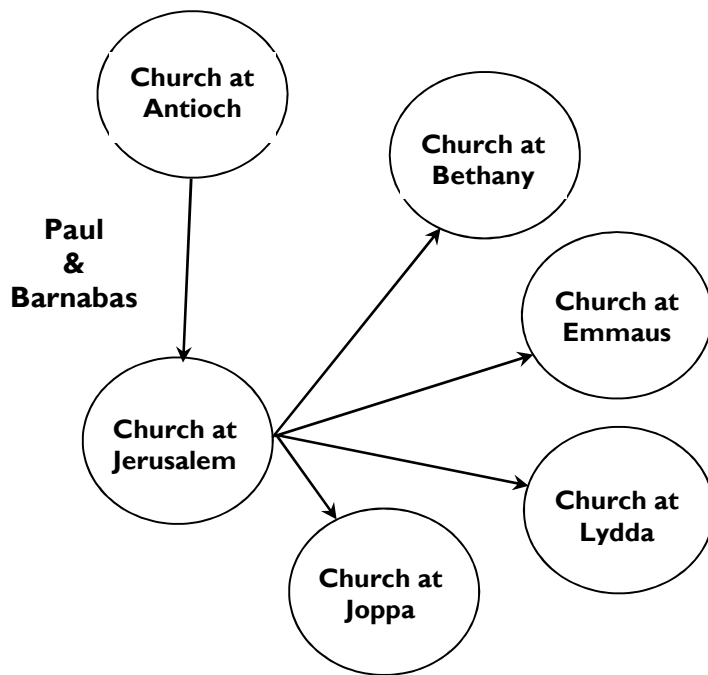 Church at
Antioch
Church at
Bethany
Paul
&
Barnabas
Church at
Emmaus
Church at
Jerusalem
Church at
Lydda
Church at
Joppa